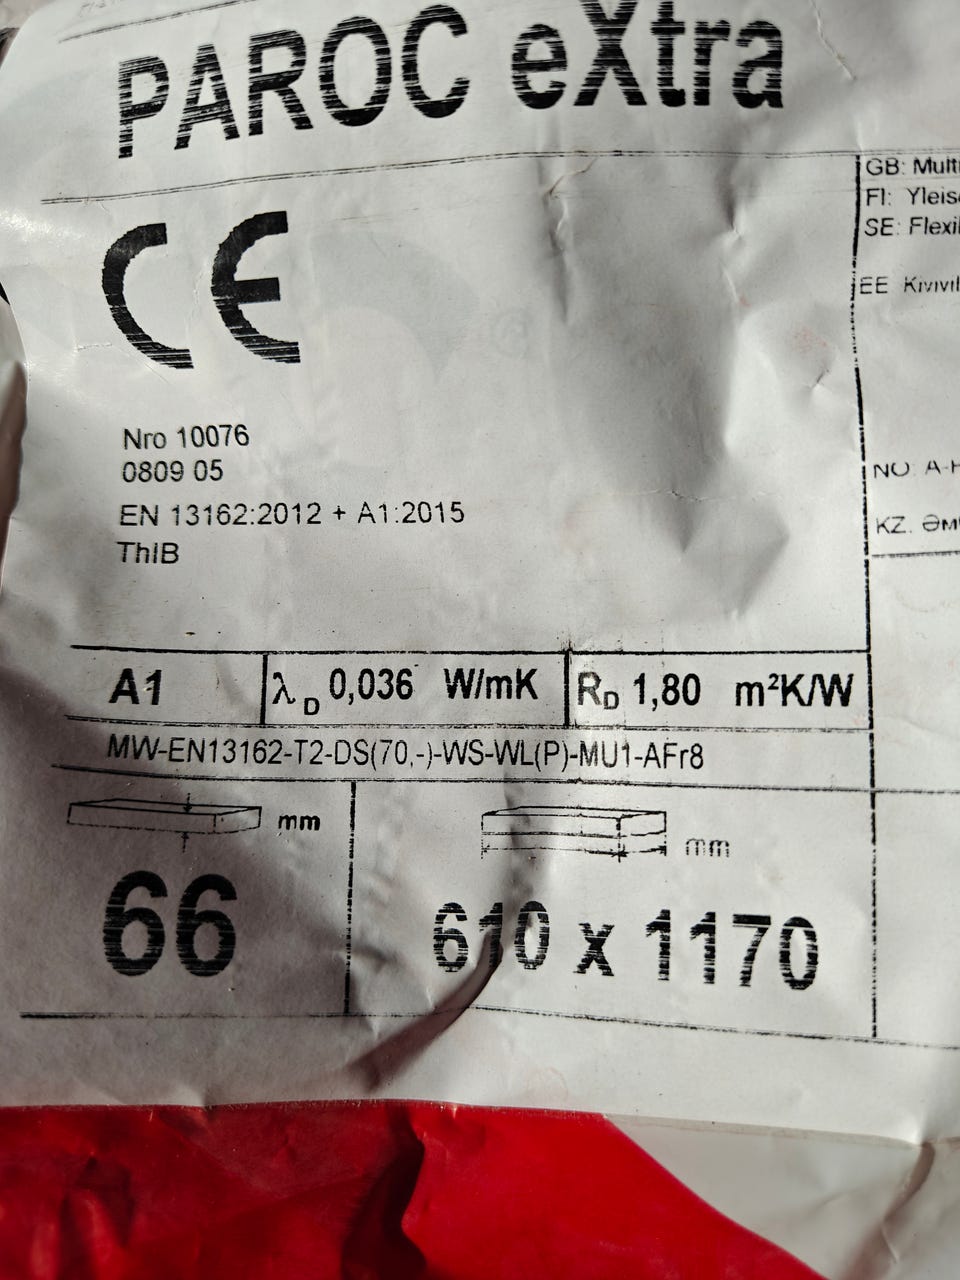 PAROC eXtra
CE
GB: Multi
FI: Yleis
SE: Flexi
EE Kivivil
NO: A-H
KZ.
Nro 10076
0809 05
EN 13162:2012 + A1:2015
ThIB
A1 λD 0,036 W/mK RD 1,80 m²K/W
MW-EN13162-T2-DS(70,-)-WS-WL(P)-MU1-AFr8
mm mm
66 610 x 1170